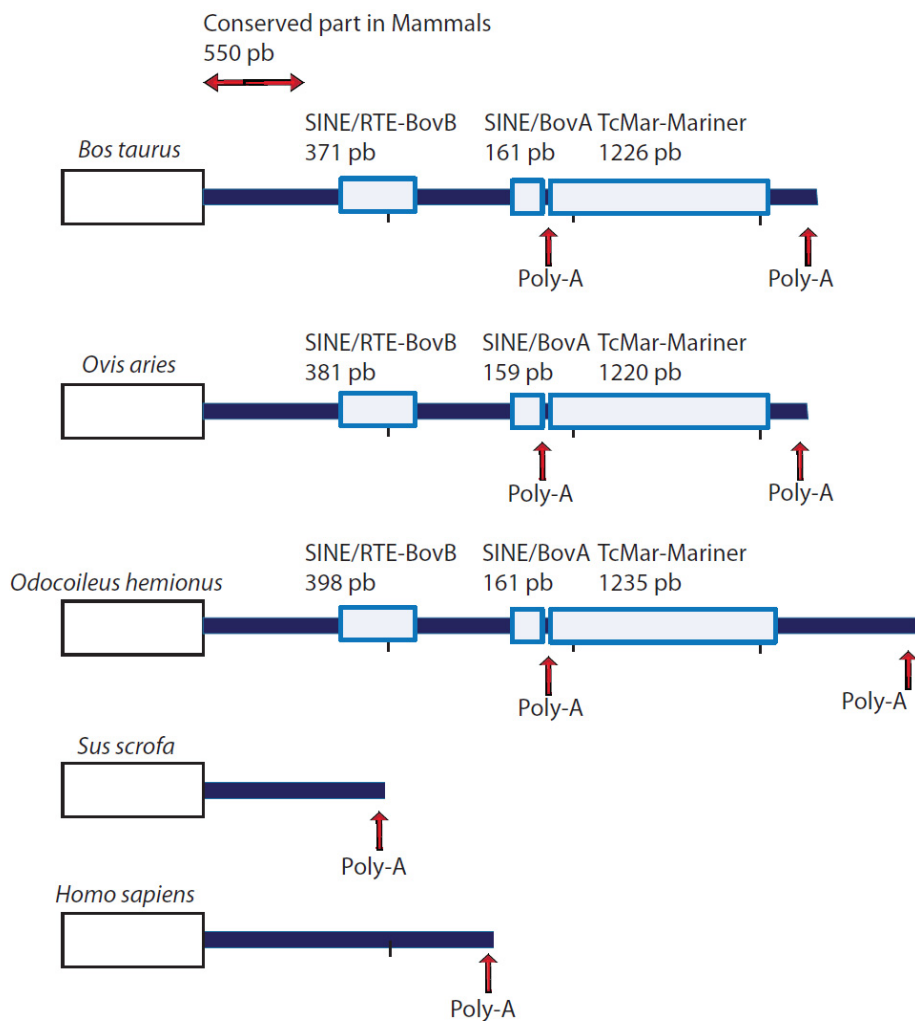 Conserved part in Mammals
550 pb
SINE/RTE-BovB SINE/BovA TcMar-Mariner
Bos taurus 371 pb 161 pb 1226 pb
Poly-A Poly-A
SINE/RTE-BovB SINE/BovA TcMar-Mariner
Ovis aries 381 pb 159 pb 1220 pb
Poly-A Poly-A
SINE/RTE-BovB SINE/BovA TcMar-Mariner
Odocoileus hemionus 398 pb 161 pb 1235 pb
Poly-A Poly-A
Sus scrofa
Poly-A
Homo sapiens
Poly-A